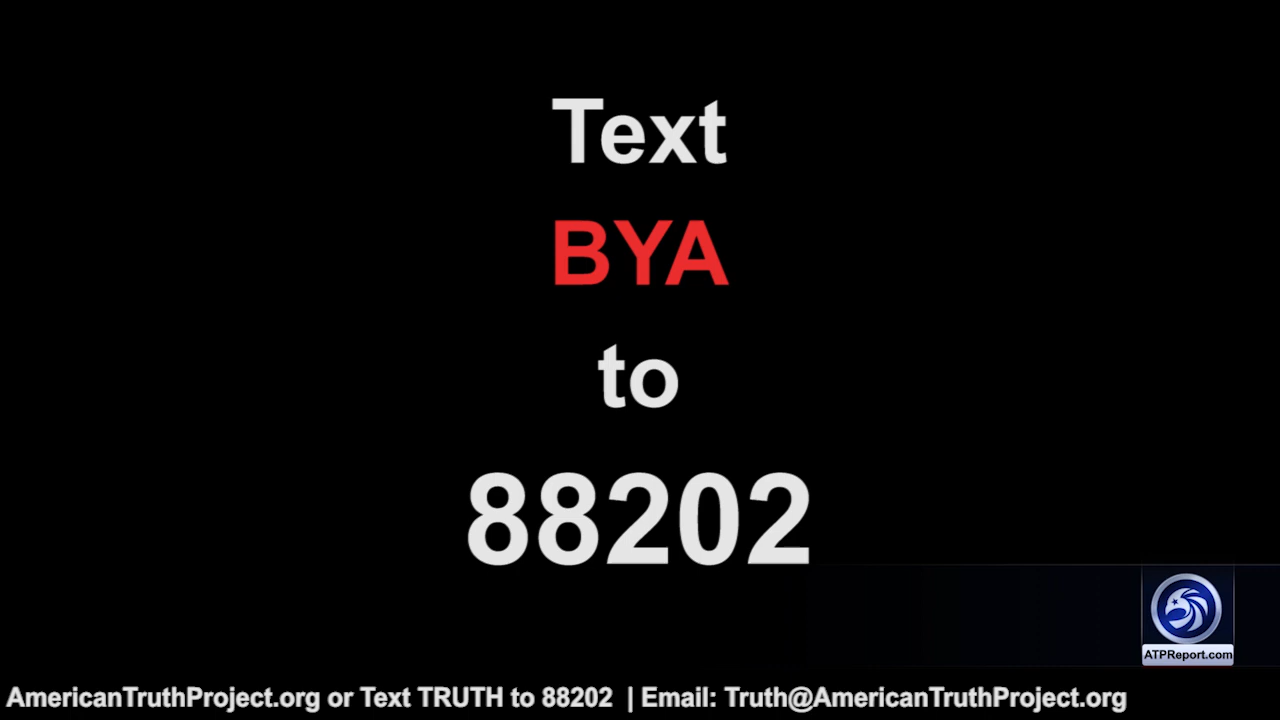 Text
BYA
to
88202
ATPReport.com
AmericanTruthProject.org or Text TRUTH to 88202 | Email: Truth@AmericanTruthProject.org